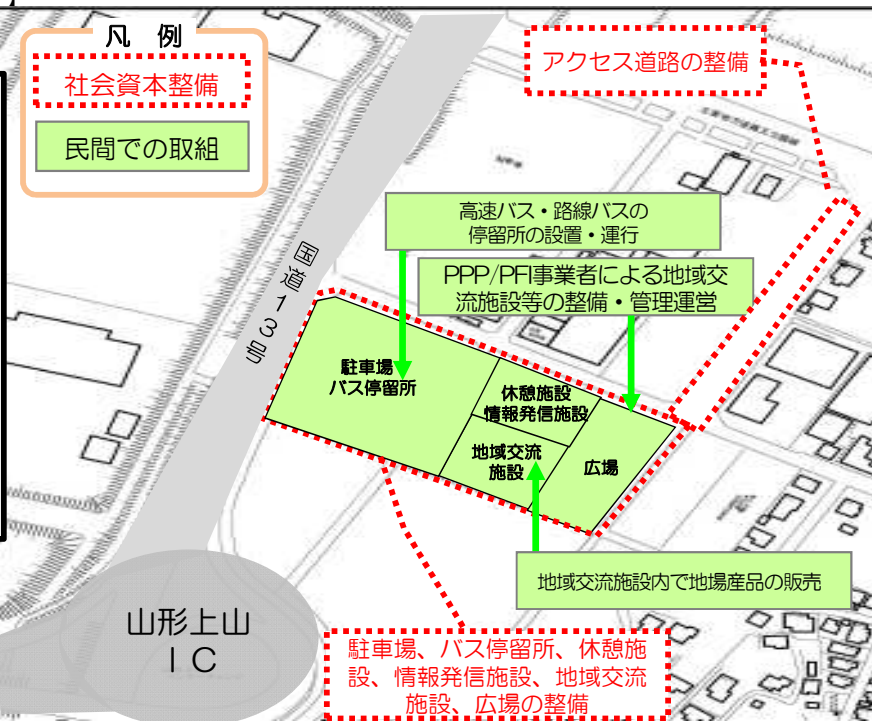 凡 例
社会資本整備
民間での取組
アクセス道路の整備
高速バス・路線バスの
停留所の設置・運行
PPP/PFI事業者による地域交
流施設等の整備・管理運営
国道13号
駐車場
バス停留所
休憩施設
情報発信施設
地域交流
施設
広場
地域交流施設内で地場産品の販売
山形上山
IC
駐車場、バス停留所、休憩施
設、情報発信施設、地域交流
施設、広場の整備